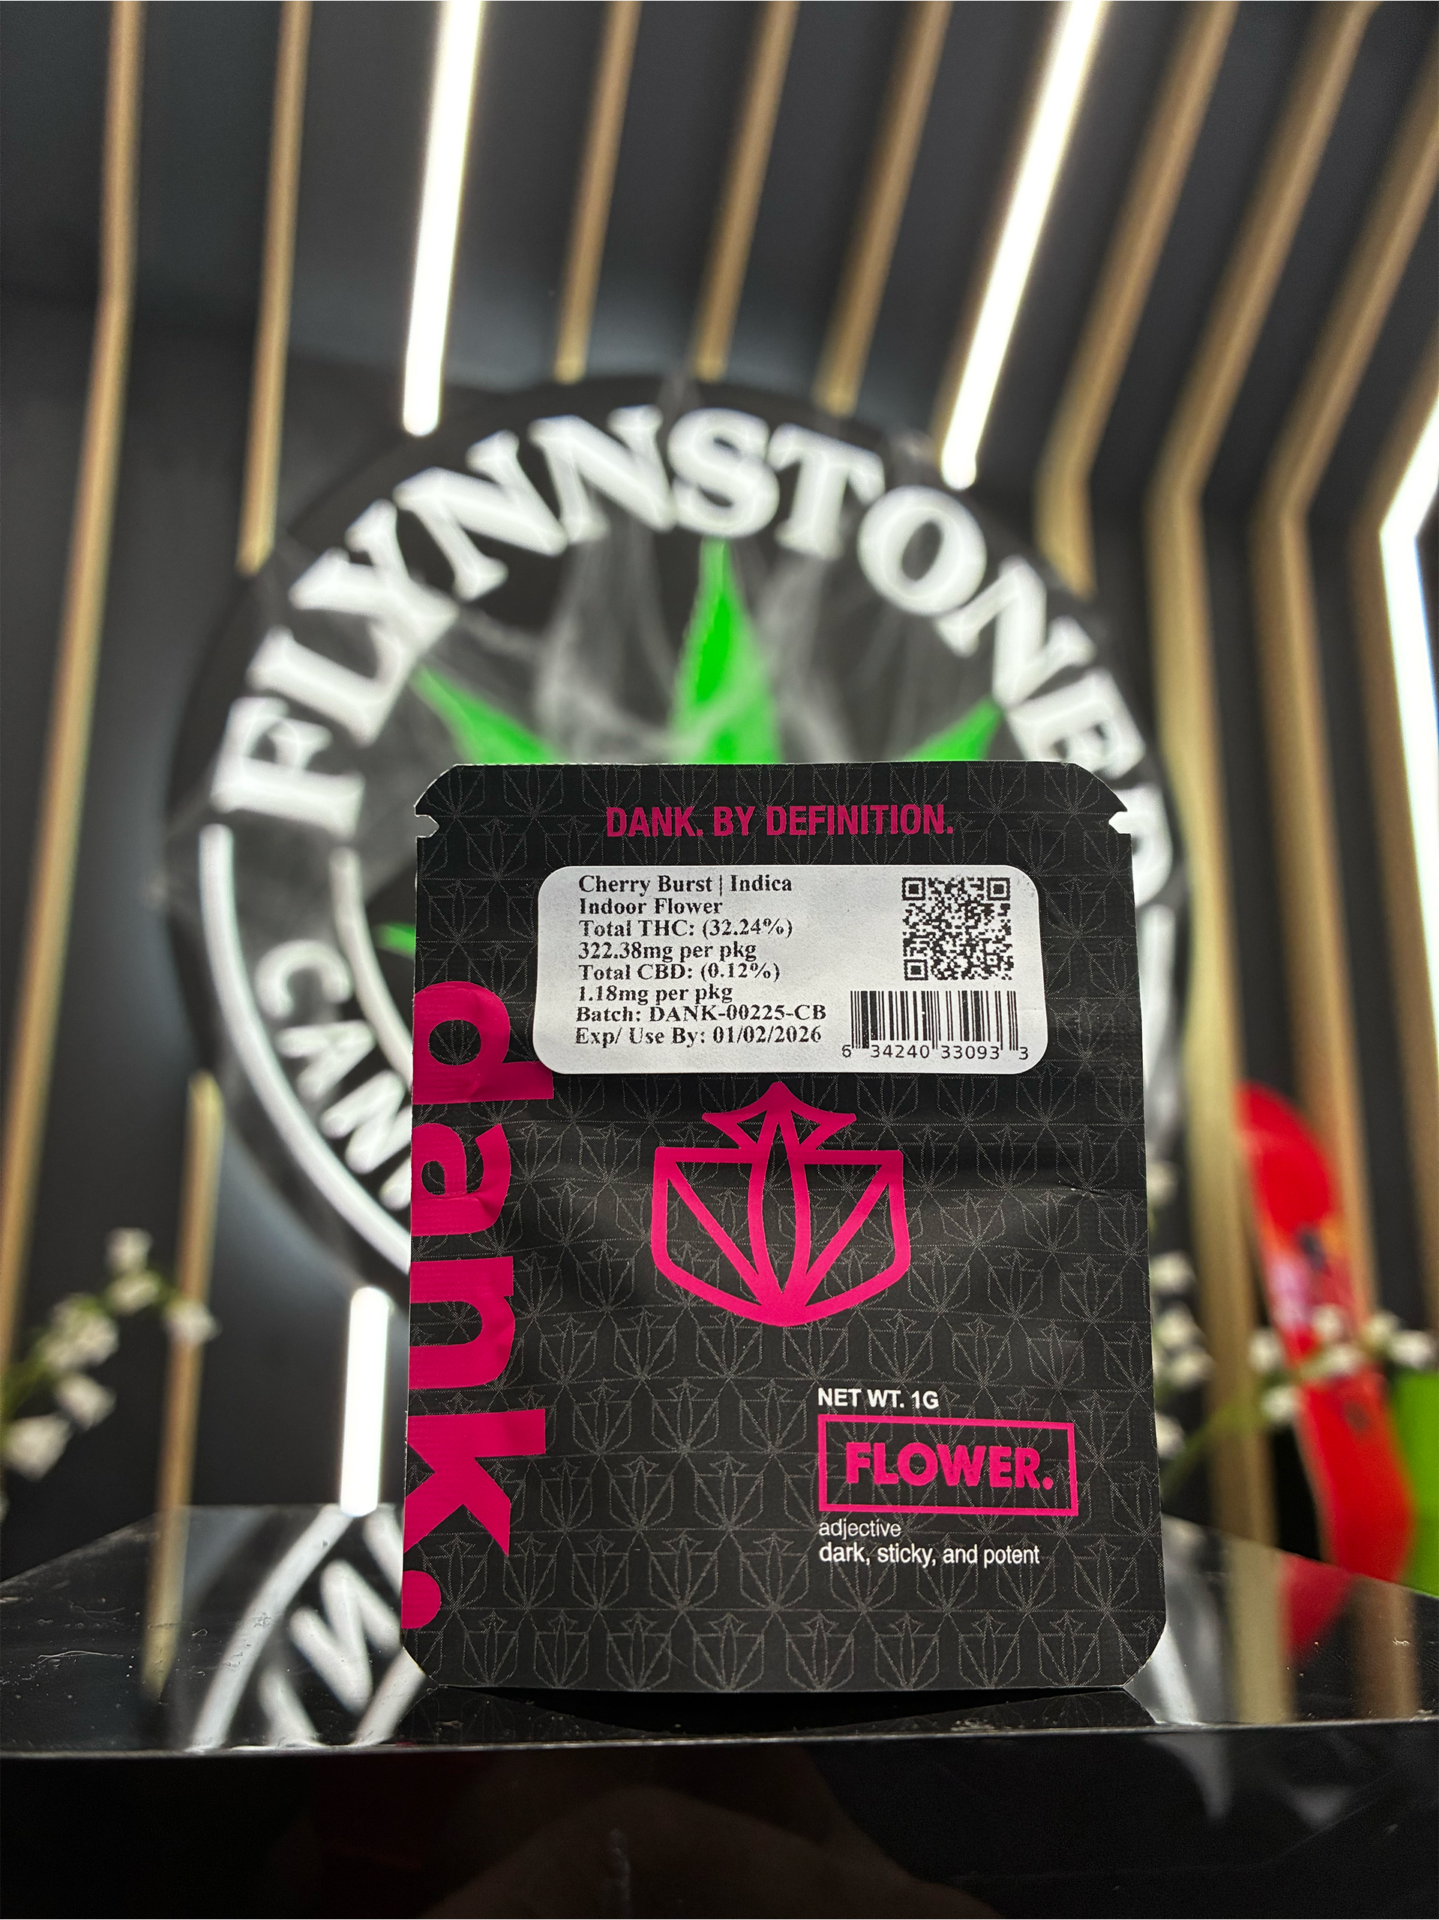 FLYNNSTONED
CANN
DANK. BY DEFINITION.
Cherry Burst | Indica
Indoor Flower
Total THC: (32.24%)
322.38mg per pkg
Total CBD: (0.12%)
1.18mg per pkg
Batch: DANK-00225-CB
Exp/ Use By: 01/02/2026
6 34240 33093 3
dank.
NET WT. 1G
FLOWER.
adjective
dark, sticky, and potent